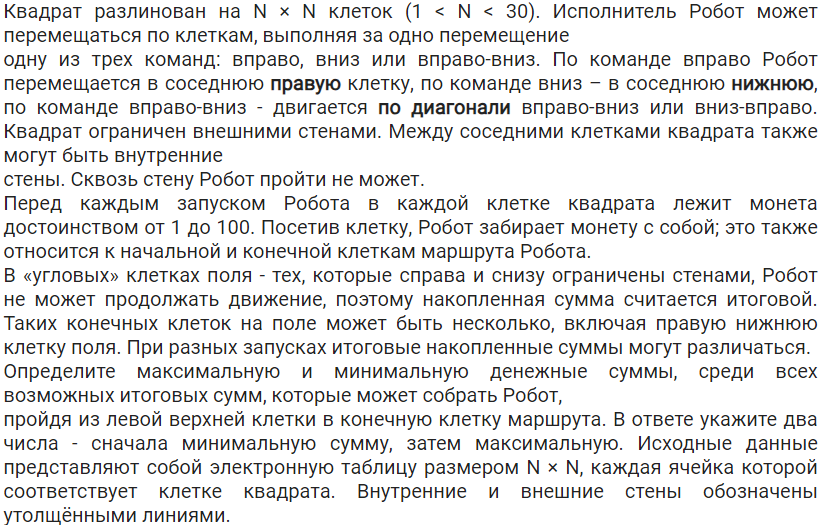 Квадрат разлинован на N × N клеток (1 < N < 30). Исполнитель Робот может
перемещаться по клеткам, выполняя за одно перемещение
одну из трех команд: вправо, вниз или вправо-вниз. По команде вправо Робот
перемещается в соседнюю правую клетку, по команде вниз – в соседнюю нижнюю,
по команде вправо-вниз - двигается по диагонали вправо-вниз или вниз-вправо.
Квадрат ограничен внешними стенами. Между соседними клетками квадрата также
могут быть внутренние
стены. Сквозь стену Робот пройти не может.
Перед каждым запуском Робота в каждой клетке квадрата лежит монета
достоинством от 1 до 100. Посетив клетку, Робот забирает монету с собой; это также
относится к начальной и конечной клеткам маршрута Робота.
В «угловых» клетках поля - тех, которые справа и снизу ограничены стенами, Робот
не может продолжать движение, поэтому накопленная сумма считается итоговой.
Таких конечных клеток на поле может быть несколько, включая правую нижнюю
клетку поля. При разных запусках итоговые накопленные суммы могут различаться.
Определите максимальную и минимальную денежные суммы, среди всех
возможных итоговых сумм, которые может собрать Робот,
пройдя из левой верхней клетки в конечную клетку маршрута. В ответе укажите два
числа - сначала минимальную сумму, затем максимальную. Исходные данные
представляют собой электронную таблицу размером N × N, каждая ячейка которой
соответствует клетке квадрата. Внутренние и внешние стены обозначены
утолщёнными линиями.